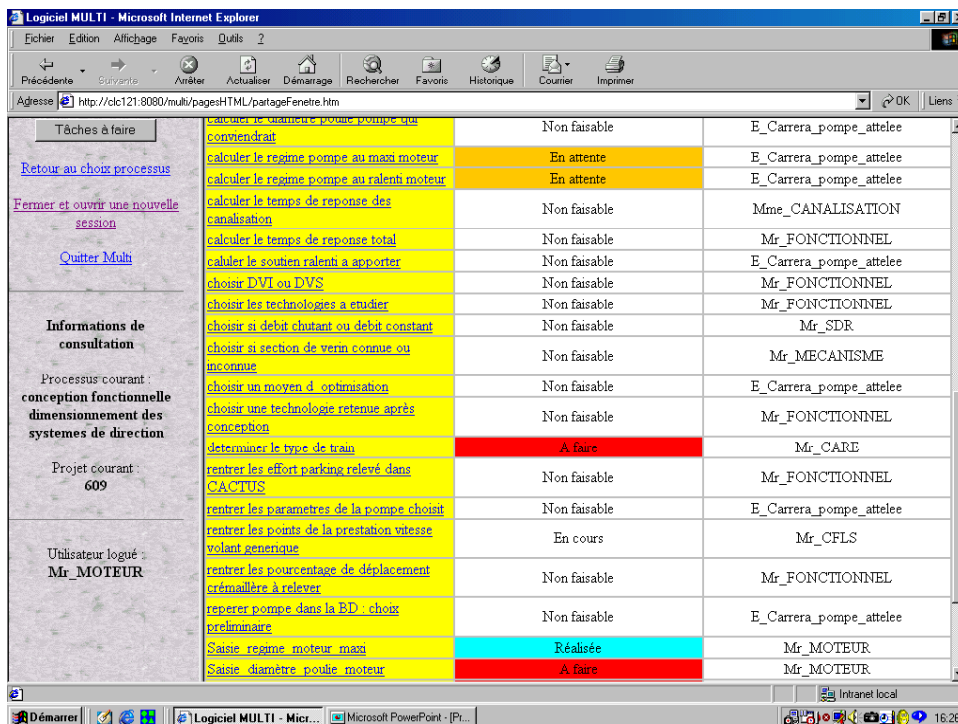 Logiciel MULTI - Microsoft Internet Explorer
Fichier Edition Affichage Favoris Outils ?
Précédente Suivante Arrêter Actualiser Démarrage Rechercher Favoris Historique Courrier Imprimer
Adresse http://clc121:8080/multi/pagesHTML/partageFenetre.htm OK Liens
Tâches à faire
Retour au choix processus
Fermer et ouvrir une nouvelle
session
Quitter Multi
Informations de
consultation
Processus courant :
conception fonctionnelle
dimensionnement des
systemes de direction
Projet courant :
609
Utilisateur logué :
Mr_MOTEUR
calculer le diametre poulie pompe qui
conviendrait
Non faisable
E_Carrera_pompe_attelee
calculer le regime pompe au maxi moteur
En attente
E_Carrera_pompe_attelee
calculer le regime pompe au ralenti moteur
En attente
E_Carrera_pompe_attelee
calculer le temps de reponse des
canalisation
Non faisable
Mme_CANALISATION
calculer le temps de reponse total
Non faisable
Mr_FONCTIONNEL
caluler le soutien ralenti a apporter
Non faisable
E_Carrera_pompe_attelee
choisir DVI ou DVS
Non faisable
Mr_FONCTIONNEL
choisir les technologies a etudier
Non faisable
Mr_FONCTIONNEL
choisir si debit chutant ou debit constant
Non faisable
Mr_SDR
choisir si section de verin connue ou
inconnue
Non faisable
Mr_MECANISME
choisir un moyen d optimisation
Non faisable
E_Carrera_pompe_attelee
choisir une technologie retenue après
conception
Non faisable
Mr_FONCTIONNEL
determiner le type de train
A faire
Mr_CARE
rentrer les effort parking relevé dans
CACTUS
Non faisable
Mr_FONCTIONNEL
rentrer les parametres de la pompe choisit
Non faisable
E_Carrera_pompe_attelee
rentrer les points de la prestation vitesse
volant generique
En cours
Mr_CFLS
rentrer les pourcentage de déplacement
crémaillère à relever
Non faisable
Mr_FONCTIONNEL
reperer pompe dans la BD : choix
preliminaire
Non faisable
E_Carrera_pompe_attelee
Saisie_regime_moteur_maxi
Réalisée
Mr_MOTEUR
Saisie_diamètre_poulie_moteur
A faire
Mr_MOTEUR
Intranet local
Démarrer Logiciel MULTI - Micr... Microsoft PowerPoint - [Pr... 16:26